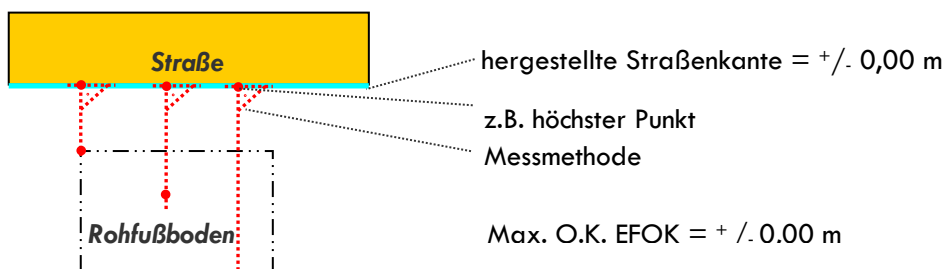 Straße
hergestellte Straßenkante = +/- 0,00 m
z.B. höchster Punkt
Messmethode
Rohfußboden
Max. O.K. EFOK = + /- 0.00 m